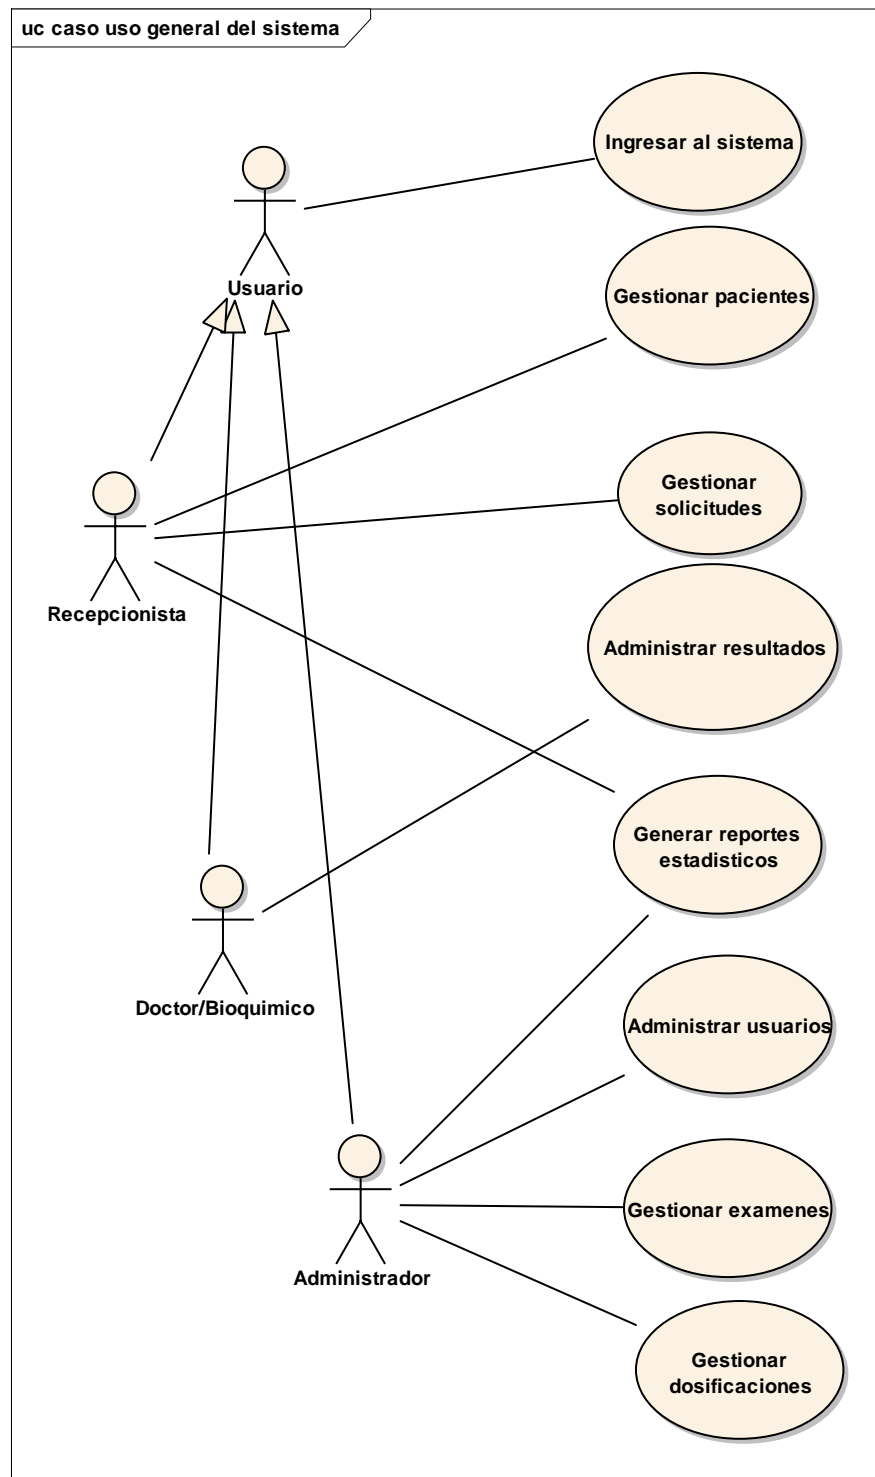 uc caso uso general del sistema
Ingresar al sistema
Usuario
Gestionar pacientes
Gestionar
solicitudes
Recepcionista
Administrar resultados
Generar reportes
estadisticos
Doctor/Bioquimico
Administrar usuarios
Gestionar examenes
Administrador
Gestionar
dosificaciones